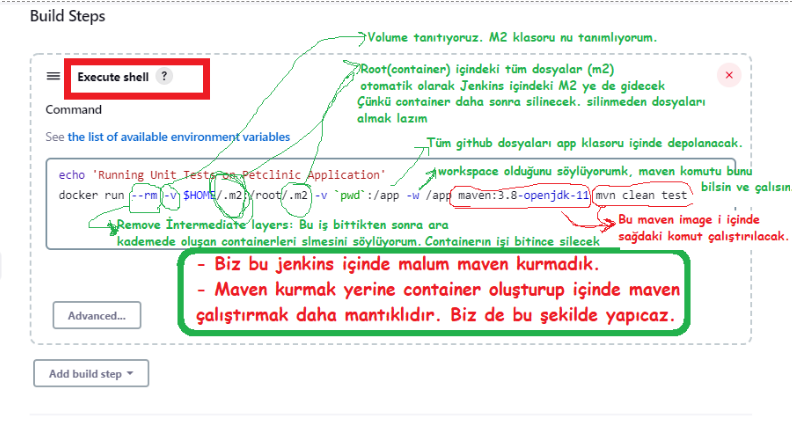 Build Steps
Volume tanıtıyoruz. M2 klasoru nu tanımlıyorum.
Execute shell ?
Root(container) içindeki tüm dosyalar (m2)
otomatik olarak Jenkins içindeki M2 ye de gidecek
Çünkü container daha sonra silinecek. silinmeden dosyaları
almak lazım
Command
See the list of available environment variables
Tüm github dosyaları app klasoru içinde depolanacak.
workspace olduğunu söylüyorumk, maven komutu bunu
bilsin ve çalısın
echo 'Running Unit Tests on Petclinic Application'
docker run --rm -v $HOME/.m2:/root/.m2 -v `pwd`:/app -w /app maven:3.8-openjdk-11 mvn clean test
Remove İntermediate layers: Bu iş bittikten sonra ara
kademede oluşan containerleri slmesini söylüyorum. Containerın işi bitince silecek
Bu maven image i içinde
sağdaki komut çalıştırılacak.
- Biz bu jenkins içinde malum maven kurmadık.
- Maven kurmak yerine container oluşturup içinde maven
çalıştırmak daha mantıklıdır. Biz de bu şekilde yapıcaz.
Advanced...
Add build step